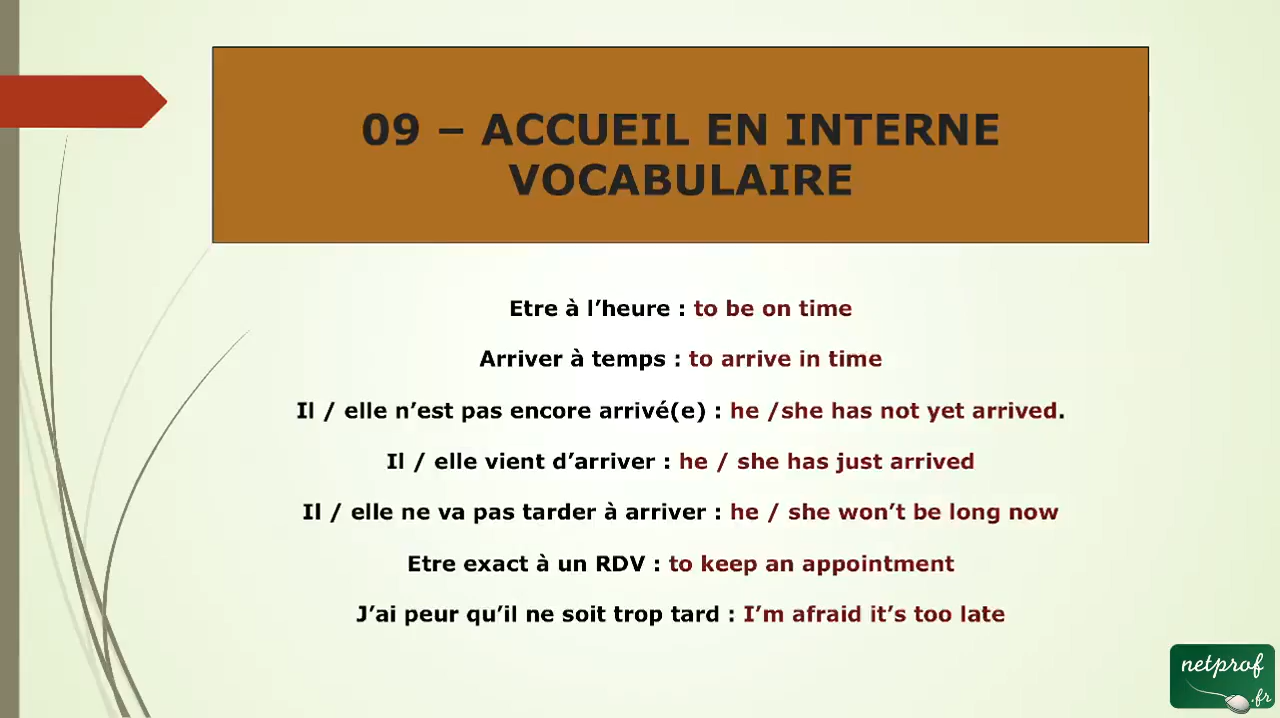 09 – ACCUEIL EN INTERNE
VOCABULAIRE
Etre à l’heure : to be on time
Arriver à temps : to arrive in time
Il / elle n’est pas encore arrivé(e) : he /she has not yet arrived.
Il / elle vient d’arriver : he / she has just arrived
Il / elle ne va pas tarder à arriver : he / she won’t be long now
Etre exact à un RDV : to keep an appointment
J’ai peur qu’il ne soit trop tard : I’m afraid it’s too late
netprof
.fr